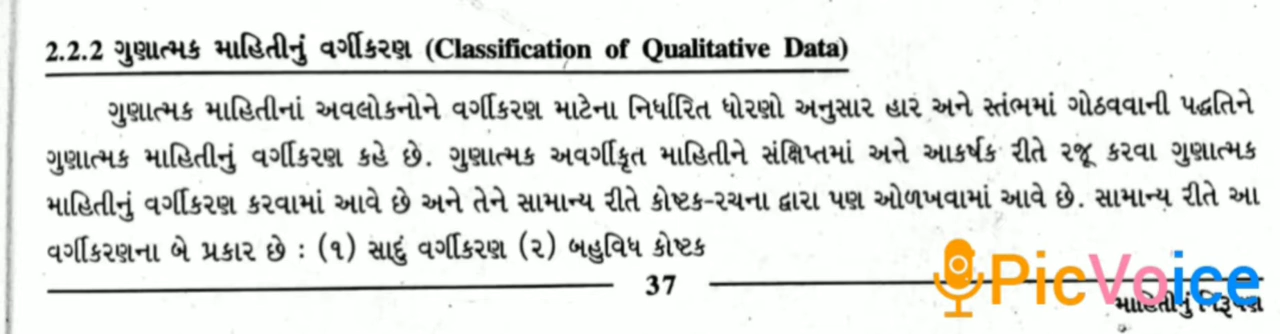 2.2.2 ગુણાત્મક માહિતીનું વર્ગીકરણ (Classification of Qualitative Data)
ગુણાત્મક માહિતીનાં અવલોકનોને વર્ગીકરણ માટેના નિર્ધારિત ધોરણો અનુસાર હાર અને સ્તંભમાં ગોઠવવાની પદ્ધતિને
ગુણાત્મક માહિતીનું વર્ગીકરણ કહે છે. ગુણાત્મક અવર્ગીકૃત માહિતીને સંક્ષિપ્તમાં અને આકર્ષક રીતે રજૂ કરવા ગુણાત્મક
માહિતીનું વર્ગીકરણ કરવામાં આવે છે અને તેને સામાન્ય રીતે કોષ્ટક-રચના દ્વારા પણ ઓળખવામાં આવે છે. સામાન્ય રીતે આ
વર્ગીકરણના બે પ્રકાર છે : (૧) સાદું વર્ગીકરણ (૨) બહુવિધ કોષ્ટક
37
PicVoice
માહિતીનું નિરૂપણ